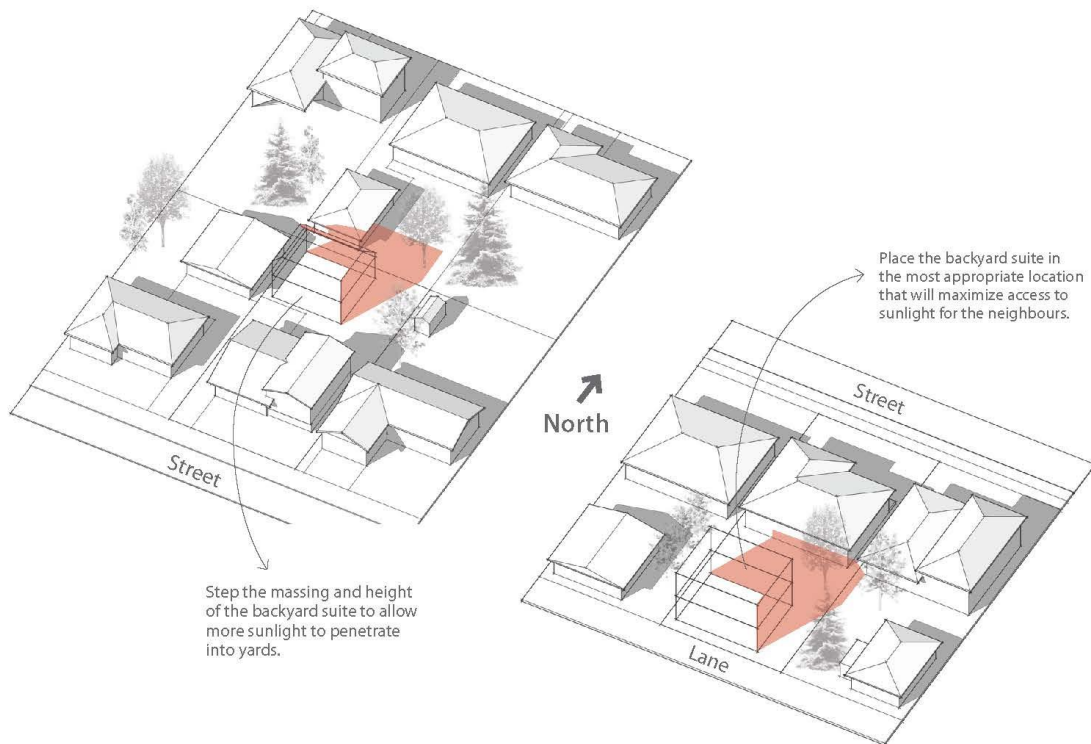 Place the backyard suite in
the most appropriate location
that will maximize access to
sunlight for the neighbours.
Street
North
Street
Step the massing and height
of the backyard suite to allow
more sunlight to penetrate
into yards.
Lane